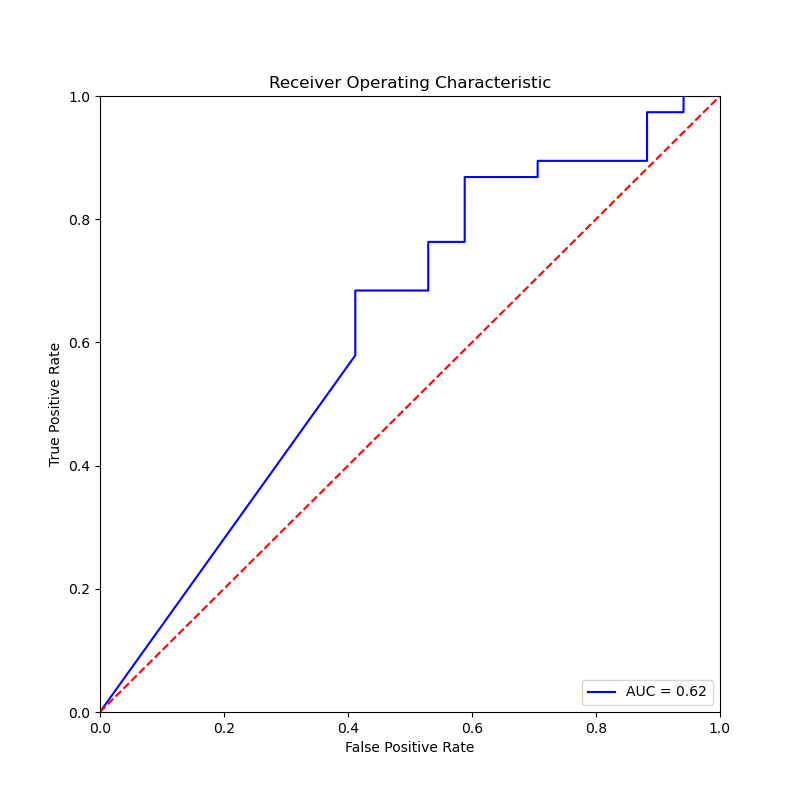 Receiver Operating Characteristic
1.0
0.8
0.6
0.4
0.2
0.0
True Positive Rate
AUC = 0.62
0.0 0.2 0.4 0.6 0.8 1.0
False Positive Rate